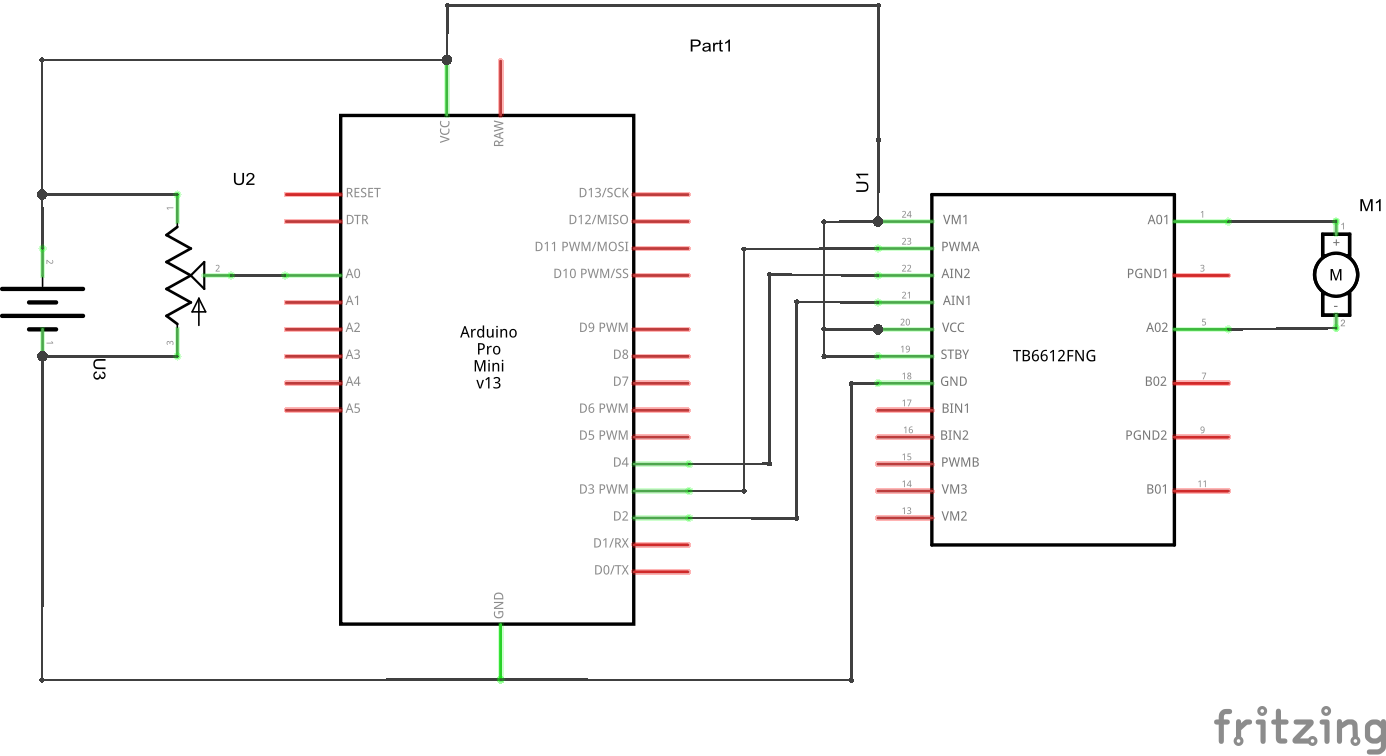 Part1
VCC
RAW
U2
U1
M1
RESET
DTR
A0
A1
A2
A3
A4
A5
D13/SCK
D12/MISO
D11 PWM/MOSI
D10 PWM/SS
D9 PWM
D8
D7
D6 PWM
D5 PWM
D4
D3 PWM
D2
D1/RX
D0/TX
GND
Arduino
Pro
Mini
v13
1
2
3
2
1
U3
24 VM1
23 PWMA
22 AIN2
21 AIN1
20 VCC
19 STBY
18 GND
17 BIN1
16 BIN2
15 PWMB
14 VM3
13 VM2
TB6612FNG
A01 1
PGND1 3
A02 5
B02 7
PGND2 9
B01 11
1
+
M
-
2
fritzing